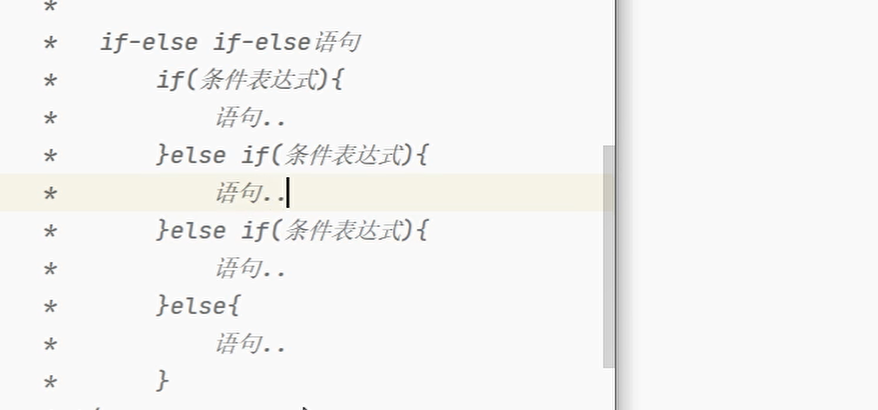 *
* if-else if-else语句
* if(条件表达式){
* 语句..
* }else if(条件表达式){
* 语句..
* }else if(条件表达式){
* 语句..
* }else{
* 语句..
* }